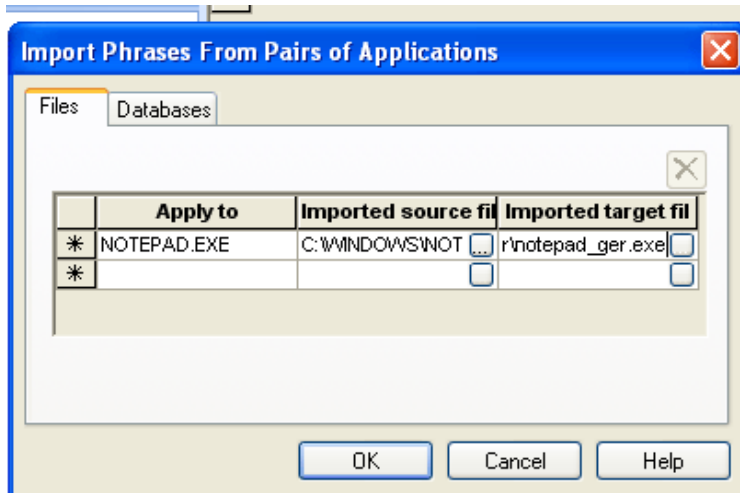 Import Phrases From Pairs of Applications
Files Databases
Apply to Imported source fil Imported target fil
* NOTEPAD.EXE C:\WINDOWS\NOT ... r\notepad_ger.exe
*
OK Cancel Help